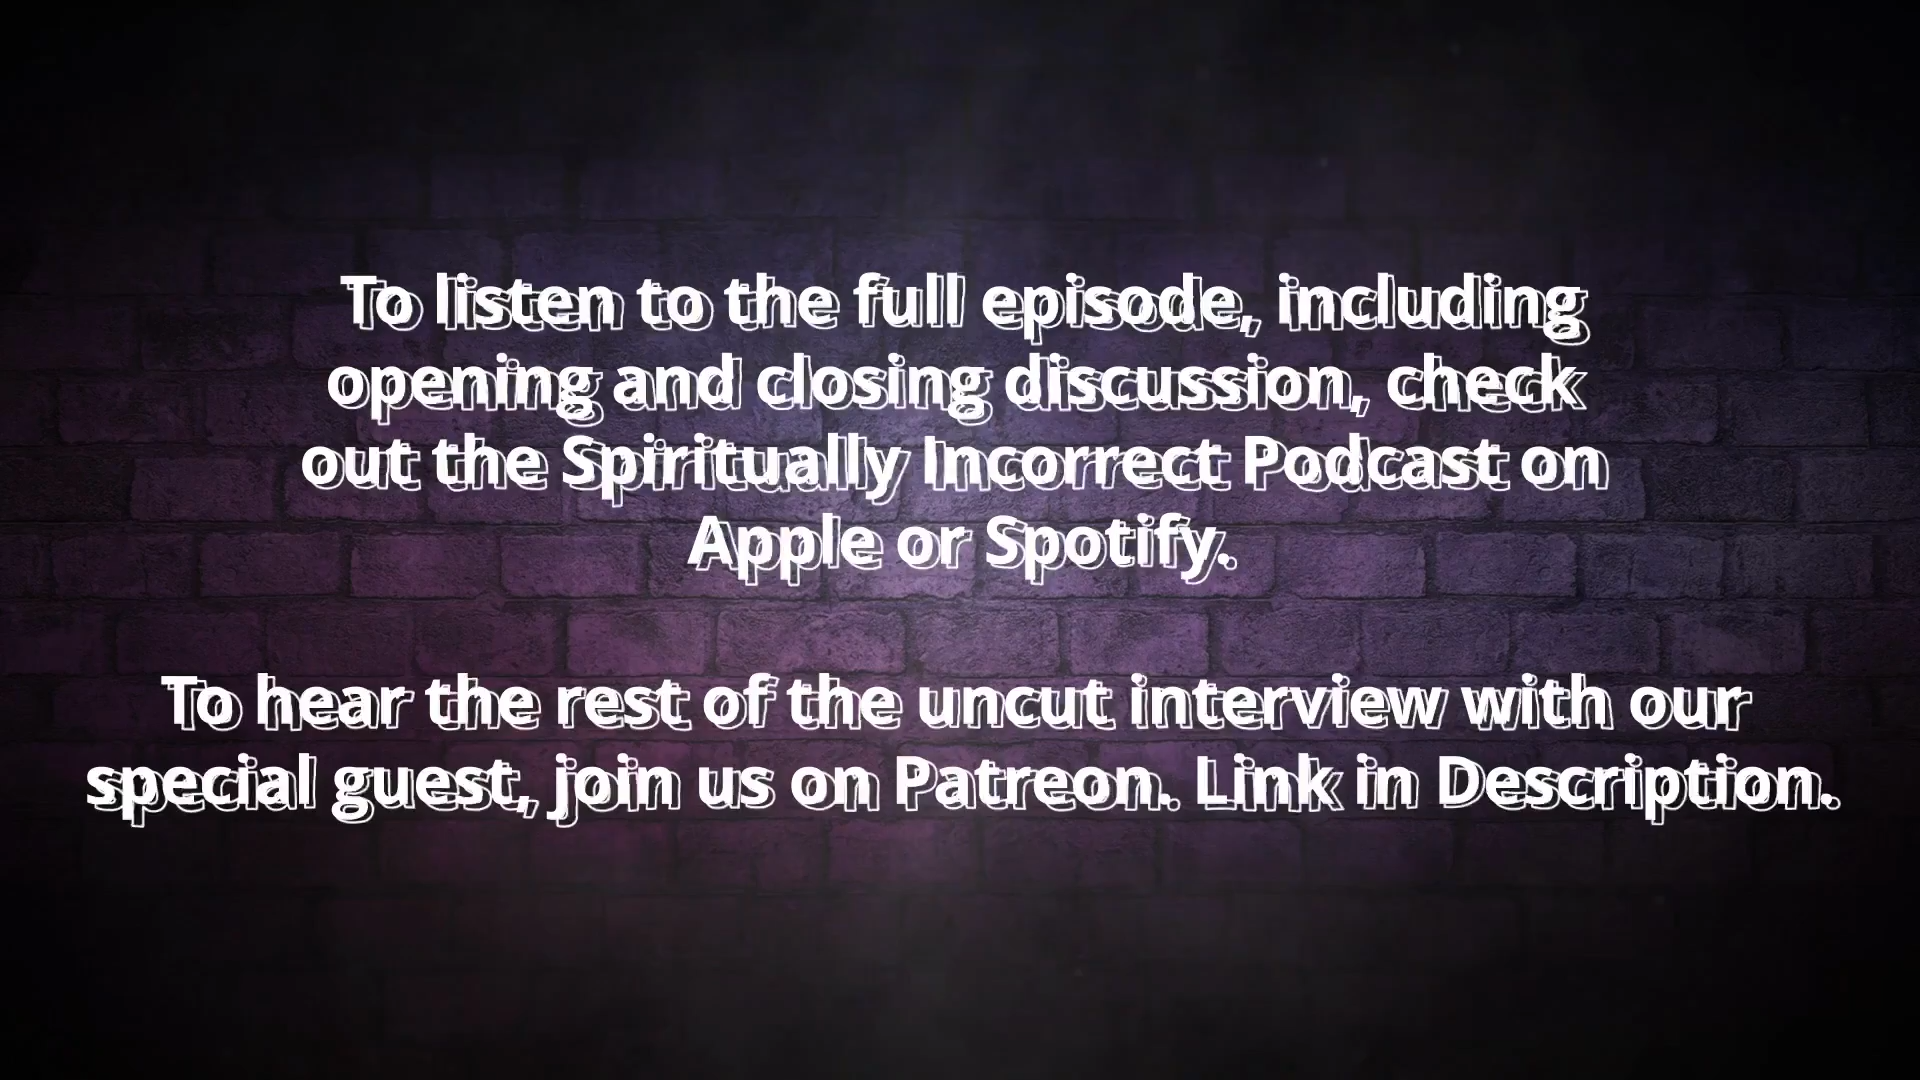 To listen to the full episode, including
opening and closing discussion, check
out the Spiritually Incorrect Podcast on
Apple or Spotify.
To hear the rest of the uncut interview with our
special guest, join us on Patreon. Link in Description.